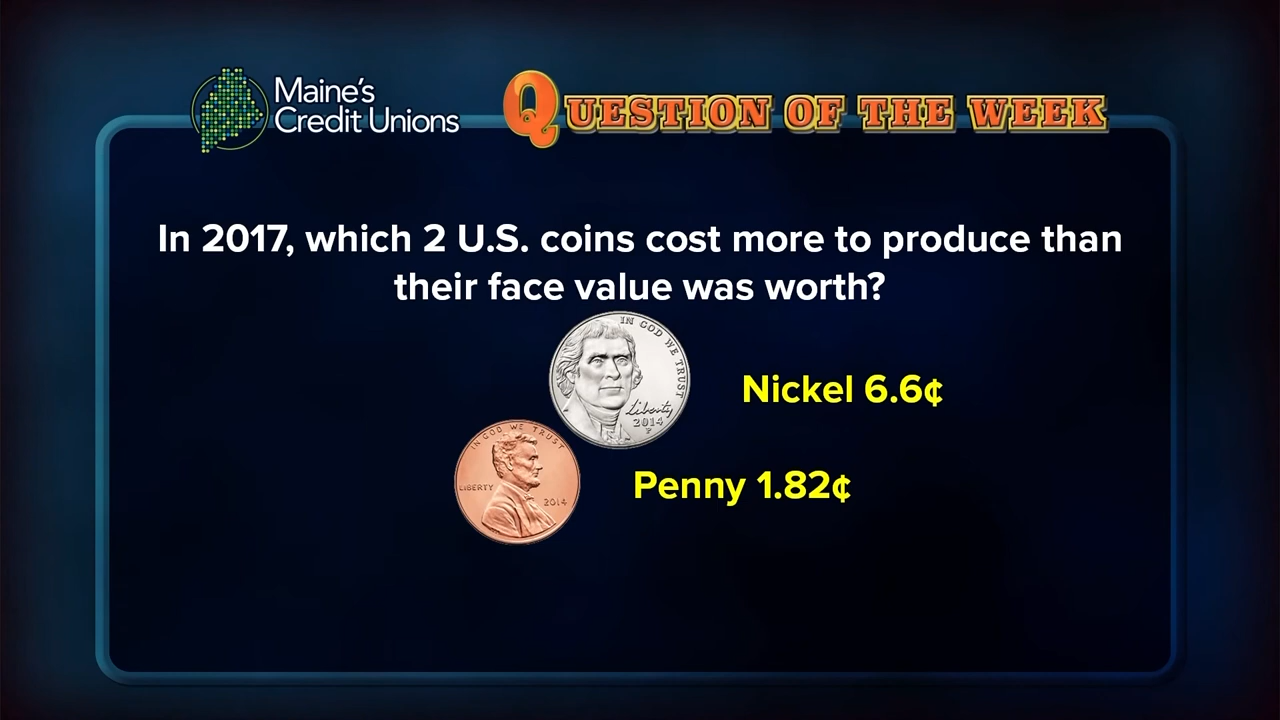 Maine's
Credit Unions
QUESTION OF THE WEEK
In 2017, which 2 U.S. coins cost more to produce than
their face value was worth?
IN GOD WE TRUST
Liberty
2014
P
Nickel 6.6¢
IN GOD WE TRUST
LIBERTY
2014
Penny 1.82¢